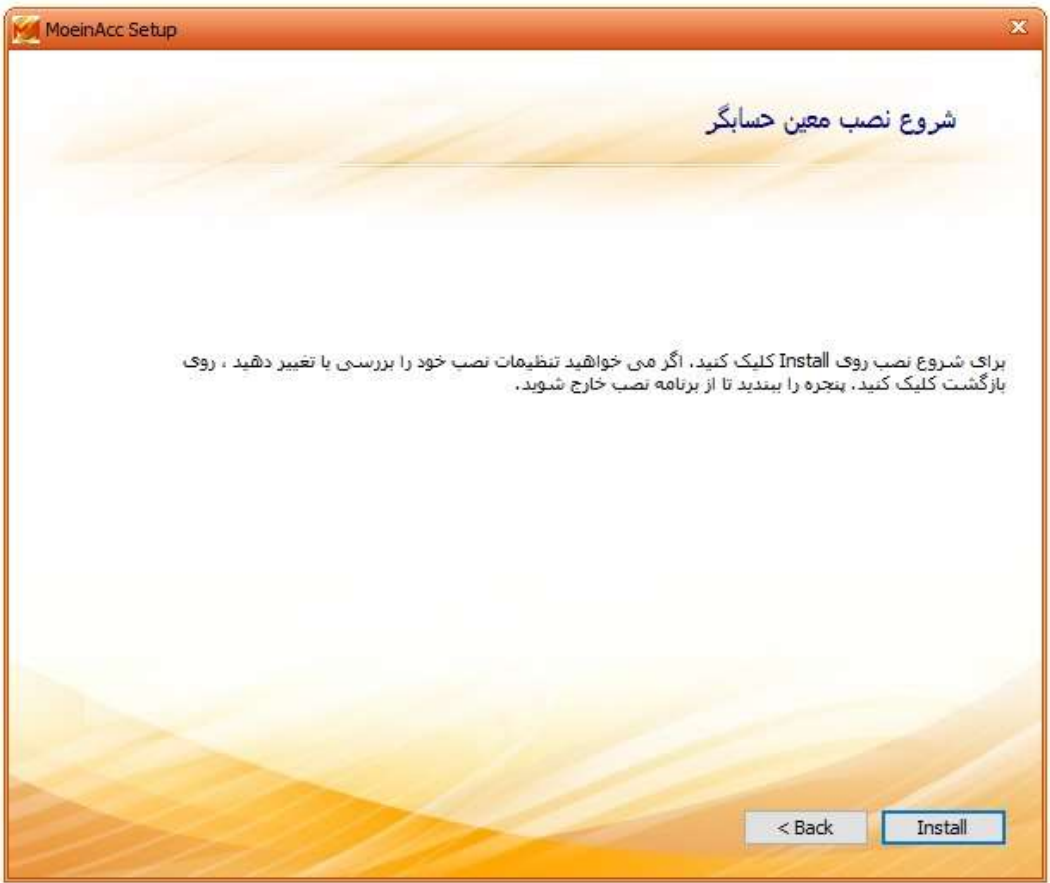 MoeinAcc Setup
شروع نصب معین حسابگر
برای شروع نصب روی Install کلیک کنید. اگر می خواهید تنظیمات نصب خود را بررسی یا تغییر دهید ، روی
بازگشت کلیک کنید. پنجره را ببندید تا از برنامه نصب خارج شوید.
< Back
Install